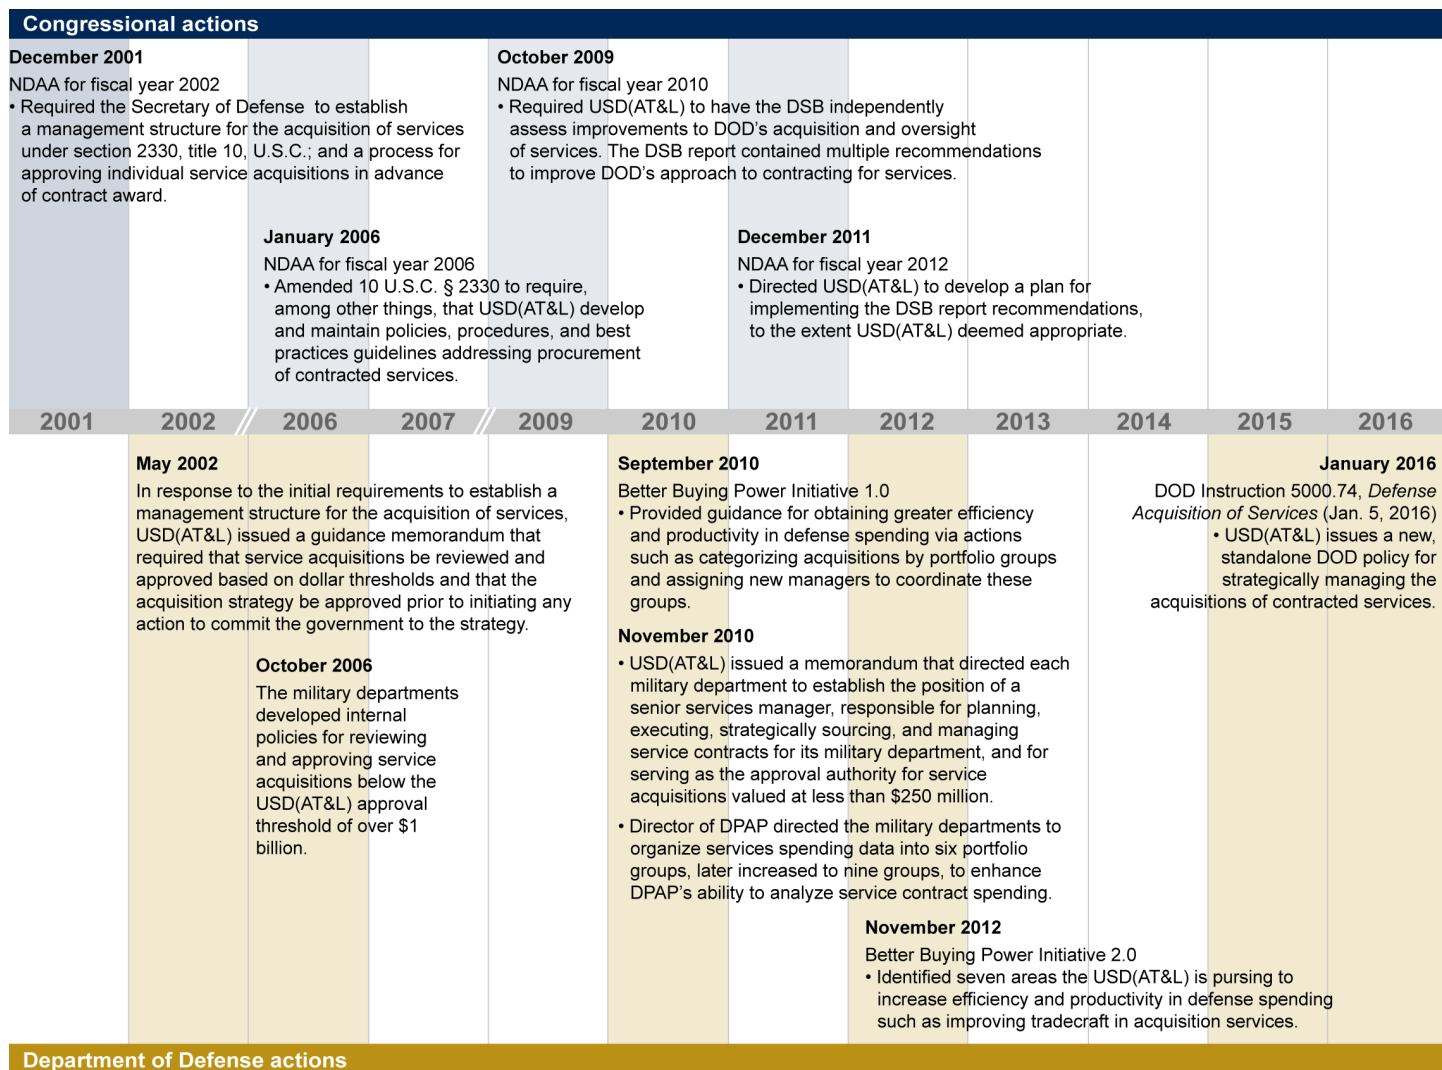 Congressional actions
December 2001
NDAA for fiscal year 2002
• Required the Secretary of Defense to establish
a management structure for the acquisition of services
under section 2330, title 10, U.S.C.; and a process for
approving individual service acquisitions in advance
of contract award.
October 2009
NDAA for fiscal year 2010
• Required USD(AT&L) to have the DSB independently
assess improvements to DOD's acquisition and oversight
of services. The DSB report contained multiple recommendations
to improve DOD's approach to contracting for services.
January 2006
NDAA for fiscal year 2006
• Amended 10 U.S.C. § 2330 to require,
among other things, that USD(AT&L) develop
and maintain policies, procedures, and best
practices guidelines addressing procurement
of contracted services.
December 2011
NDAA for fiscal year 2012
• Directed USD(AT&L) to develop a plan for
implementing the DSB report recommendations,
to the extent USD(AT&L) deemed appropriate.
2001 2002 2006 2007 2009 2010 2011 2012 2013 2014 2015 2016
May 2002
In response to the initial requirements to establish a
management structure for the acquisition of services,
USD(AT&L) issued a guidance memorandum that
required that service acquisitions be reviewed and
approved based on dollar thresholds and that the
acquisition strategy be approved prior to initiating any
action to commit the government to the strategy.
October 2006
The military departments
developed internal
policies for reviewing
and approving service
acquisitions below the
USD(AT&L) approval
threshold of over $1
billion.
September 2010
Better Buying Power Initiative 1.0
• Provided guidance for obtaining greater efficiency
and productivity in defense spending via actions
such as categorizing acquisitions by portfolio groups
and assigning new managers to coordinate these
groups.
November 2010
• USD(AT&L) issued a memorandum that directed each
military department to establish the position of a
senior services manager, responsible for planning,
executing, strategically sourcing, and managing
service contracts for its military department, and for
serving as the approval authority for service
acquisitions valued at less than $250 million.
• Director of DPAP directed the military departments to
organize services spending data into six portfolio
groups, later increased to nine groups, to enhance
DPAP's ability to analyze service contract spending.
November 2012
Better Buying Power Initiative 2.0
• Identified seven areas the USD(AT&L) is pursing to
increase efficiency and productivity in defense spending
such as improving tradecraft in acquisition services.
January 2016
DOD Instruction 5000.74, Defense
Acquisition of Services (Jan. 5, 2016)
• USD(AT&L) issues a new,
standalone DOD policy for
strategically managing the
acquisitions of contracted services.
Department of Defense actions